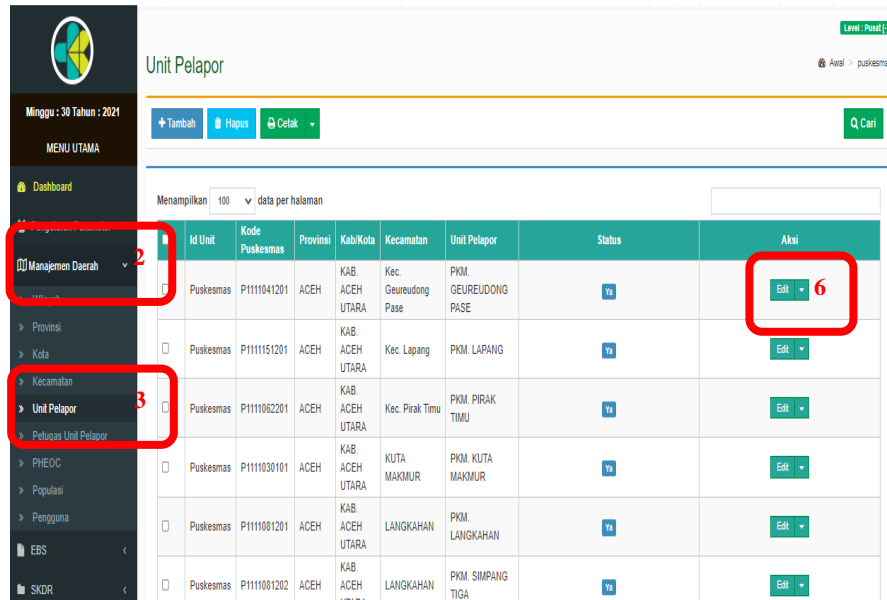 Level : Pusat [-
Unit Pelapor
Awal > puskesma
Minggu : 30 Tahun : 2021
MENU UTAMA
Tambah Hapus Cetak
Cari
Dashboard
Manajemen Daerah
2
Provinsi
Kota
Kecamatan
Unit Pelapor
3
Petugas Unit Pelapor
PHEOC
Populasi
Pengguna
EBS
SKDR
Menampilkan 100 data per halaman
Id Unit Kode Puskesmas Provinsi Kab/Kota Kecamatan Unit Pelapor Status Aksi
Puskesmas P1111041201 ACEH KAB. ACEH UTARA Kec. Geureudong Pase PKM. GEUREUDONG PASE Ya Edit
6
Puskesmas P1111151201 ACEH KAB. ACEH UTARA Kec. Lapang PKM. LAPANG Ya Edit
Puskesmas P1111062201 ACEH KAB. ACEH UTARA Kec. Pirak Timu PKM. PIRAK TIMU Ya Edit
Puskesmas P1111030101 ACEH KAB. ACEH UTARA KUTA MAKMUR PKM. KUTA MAKMUR Ya Edit
Puskesmas P1111081201 ACEH KAB. ACEH UTARA LANGKAHAN PKM. LANGKAHAN Ya Edit
Puskesmas P1111081202 ACEH KAB. ACEH LANGKAHAN PKM. SIMPANG TIGA Ya Edit